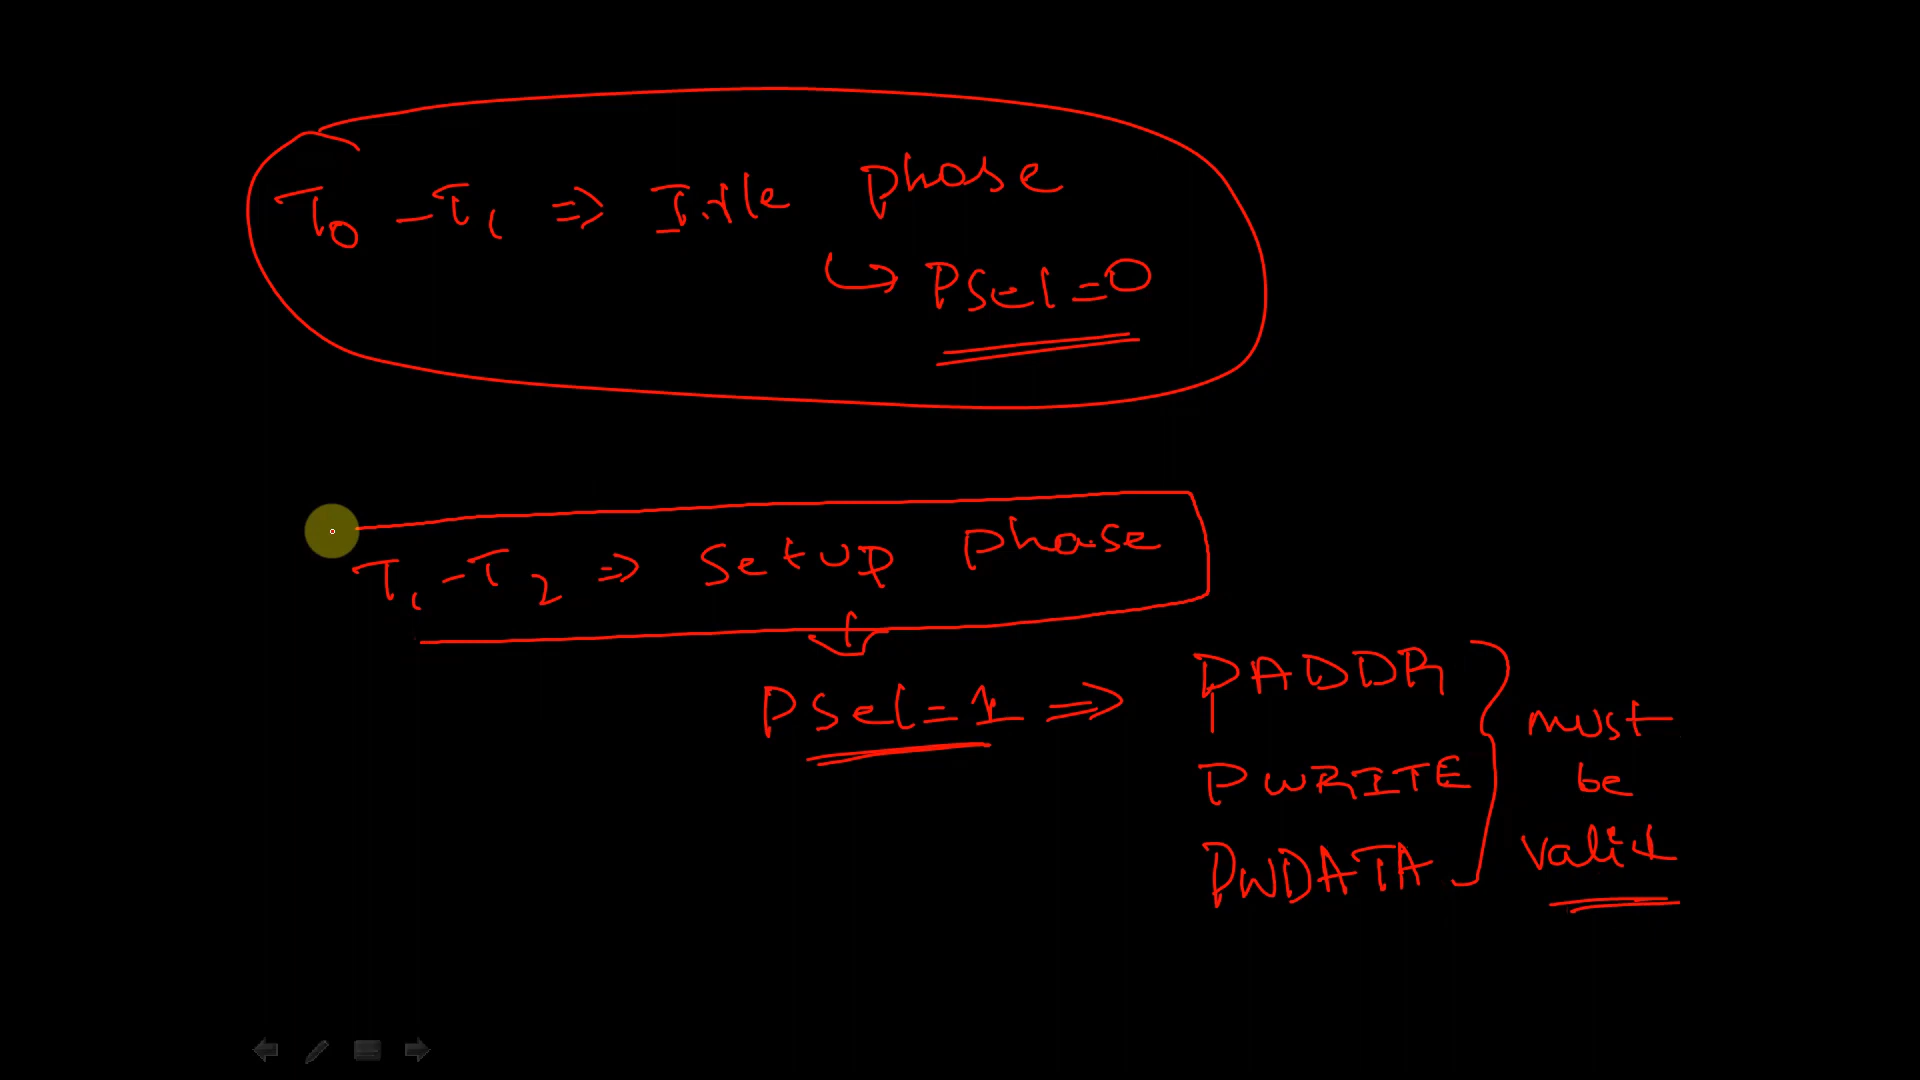 T0 - T1 => Idle phase
↳ PSel = 0
T1 - T2 => Setup phase
PSel = 1 => PADDR
PWRITE
PWDATA
must
be
valid